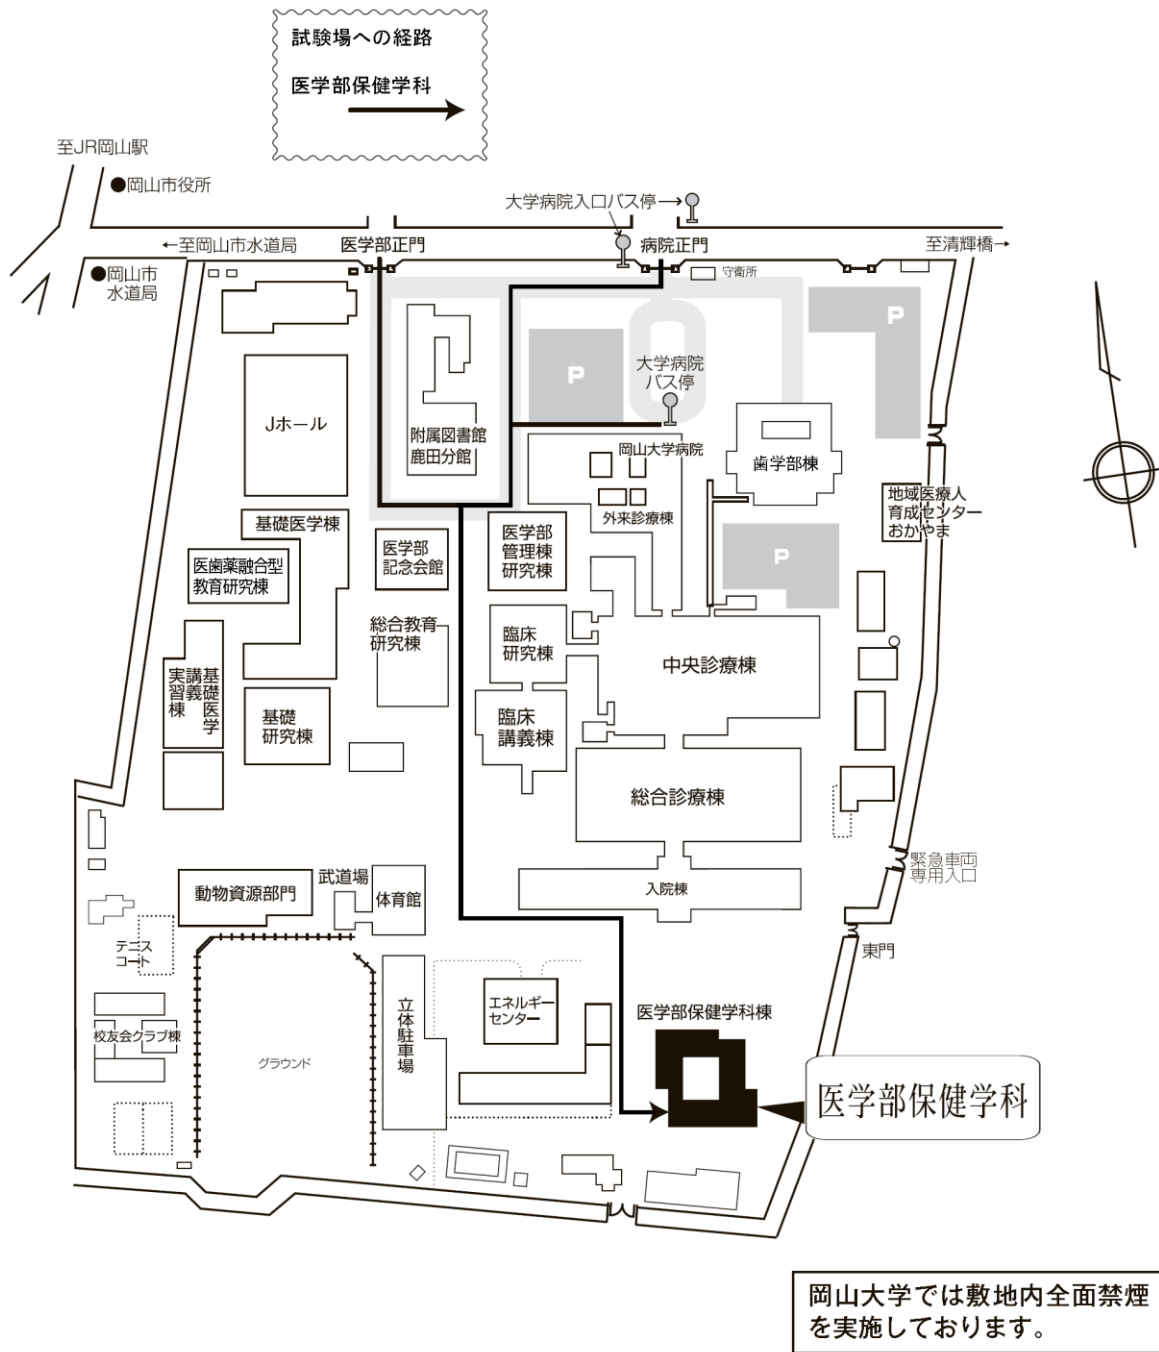 試験場への経路
医学部保健学科
至JR岡山駅
●岡山市役所
大学病院入口バス停→
←至岡山市水道局
医学部正門
病院正門
至清輝橋→
●岡山市
水道局
守衛所
P
P
大学病院
バス停
Jホール
附属図書館
鹿田分館
岡山大学病院
歯学部棟
外来診療棟
地域医療人
育成センター
おかやま
基礎医学棟
医学部
記念会館
医学部
管理棟
研究棟
P
医歯薬融合型
教育研究棟
総合教育
研究棟
臨床
研究棟
中央診療棟
基礎医学
講義
実習棟
基礎
研究棟
臨床
講義棟
総合診療棟
緊急車両
専用入口
動物資源部門
武道場
体育館
入院棟
東門
テニス
コート
立体駐車場
エネルギー
センター
医学部保健学科棟
校友会クラブ棟
グラウンド
医学部保健学科
岡山大学では敷地内全面禁煙
を実施しております。